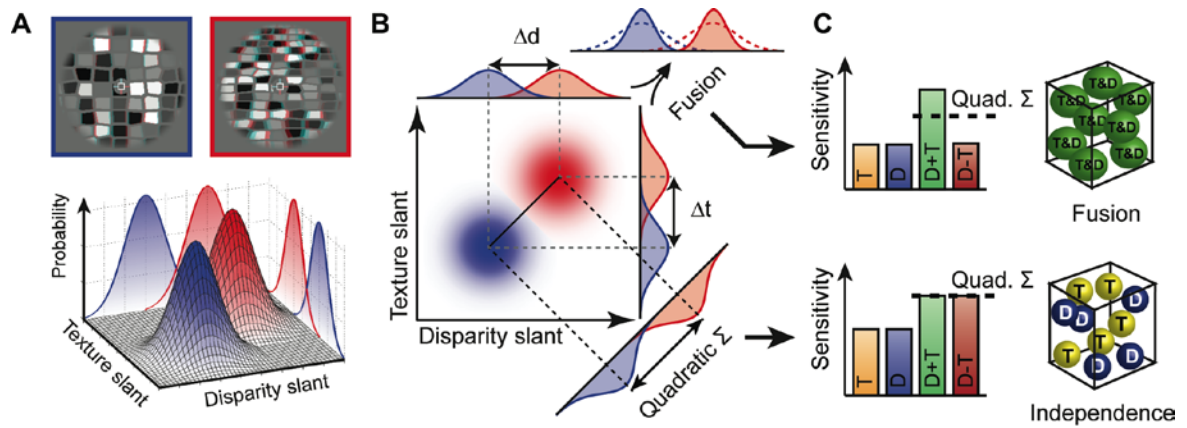 A
Probability
Texture slant
Disparity slant
B
Δd
Fusion
Texture slant
Disparity slant
Δt
Quadratic Σ
C
Sensitivity
Quad. Σ
T
D
D+T
D-T
T&D
T&D
T&D
T&D
T&D
T&D
T&D
T&D
Fusion
Sensitivity
Quad. Σ
T
D
D+T
D-T
T
T
D
D
D
T
T
T
D
D
Independence